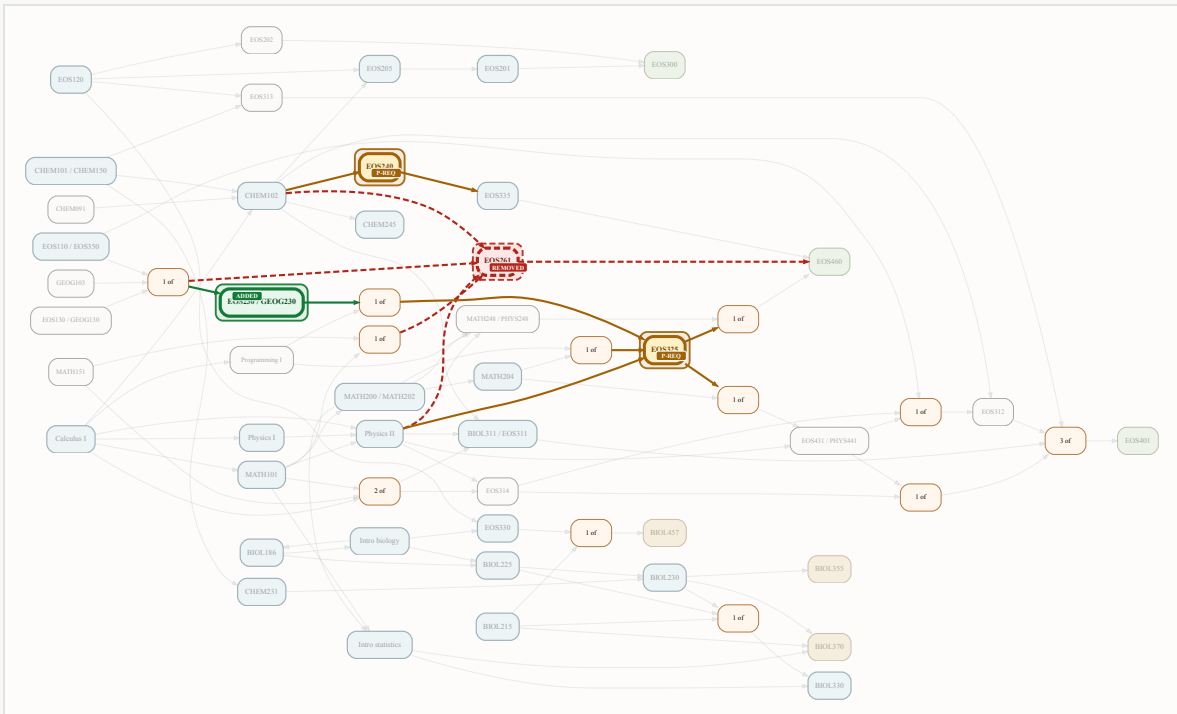 EOS202
EOS300
EOS120
EOS205
EOS201
EOS313
CHEM101 / CHEM150
EOS240
P-REQ
CHEM102
EOS335
CHEM091
CHEM245
EOS110 / EOS350
EOS261
REMOVED
EOS460
GEOG103
1 of
ADDED
EOS230 / GEOG230
1 of
EOS130 / GEOG130
MATH248 / PHYS248
1 of
1 of
Programming I
1 of
EOS325
P-REQ
MATH151
MATH204
MATH200 / MATH202
1 of
1 of
EOS312
Calculus I
Physics I
Physics II
BIOL311 / EOS311
EOS431 / PHYS441
3 of
EOS401
MATH101
2 of
EOS314
1 of
EOS330
1 of
BIOL457
Intro biology
BIOL186
BIOL225
BIOL230
BIOL355
CHEM231
1 of
BIOL215
Intro statistics
BIOL370
BIOL330